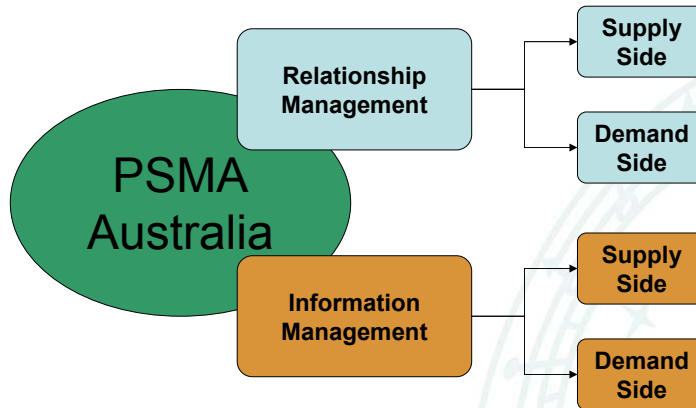 PSMA
Australia
Relationship
Management
Supply
Side
Demand
Side
Information
Management
Supply
Side
Demand
Side